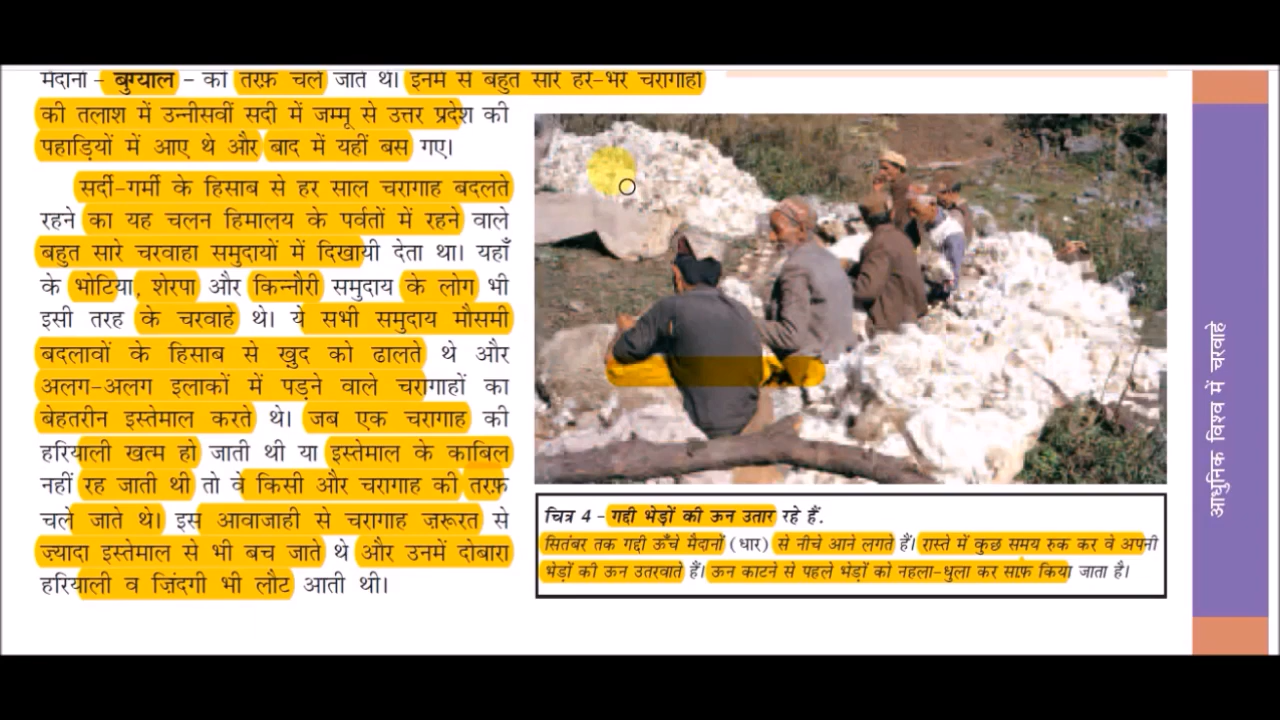 मैदानों - बुग्याल - की तरफ़ चले जाते थे। इनमें से बहुत सारे हरे-भरे चरागाहों
की तलाश में उन्नीसवीं सदी में जम्मू से उत्तर प्रदेश की
पहाड़ियों में आए थे और बाद में यहीं बस गए।
सर्दी-गर्मी के हिसाब से हर साल चरागाह बदलते
रहने का यह चलन हिमालय के पर्वतों में रहने वाले
बहुत सारे चरवाहा समुदायों में दिखायी देता था। यहाँ
के भोटिया, शेरपा और किन्नौरी समुदाय के लोग भी
इसी तरह के चरवाहे थे। ये सभी समुदाय मौसमी
बदलावों के हिसाब से ख़ुद को ढालते थे और
अलग-अलग इलाकों में पड़ने वाले चरागाहों का
बेहतरीन इस्तेमाल करते थे। जब एक चरागाह की
हरियाली खत्म हो जाती थी या इस्तेमाल के काबिल
नहीं रह जाती थी तो वे किसी और चरागाह की तरफ़
चले जाते थे। इस आवाजाही से चरागाह ज़रूरत से
ज़्यादा इस्तेमाल से भी बच जाते थे और उनमें दोबारा
हरियाली व ज़िंदगी भी लौट आती थी।
चित्र 4 - गद्दी भेड़ों की ऊन उतार रहे हैं.
सितंबर तक गद्दी ऊँचे मैदानों (धार) से नीचे आने लगते हैं। रास्ते में कुछ समय रुक कर वे अपनी
भेड़ों की ऊन उतरवाते हैं। ऊन काटने से पहले भेड़ों को नहला-धुला कर साफ़ किया जाता है।
आधुनिक विश्व में चरवाहे